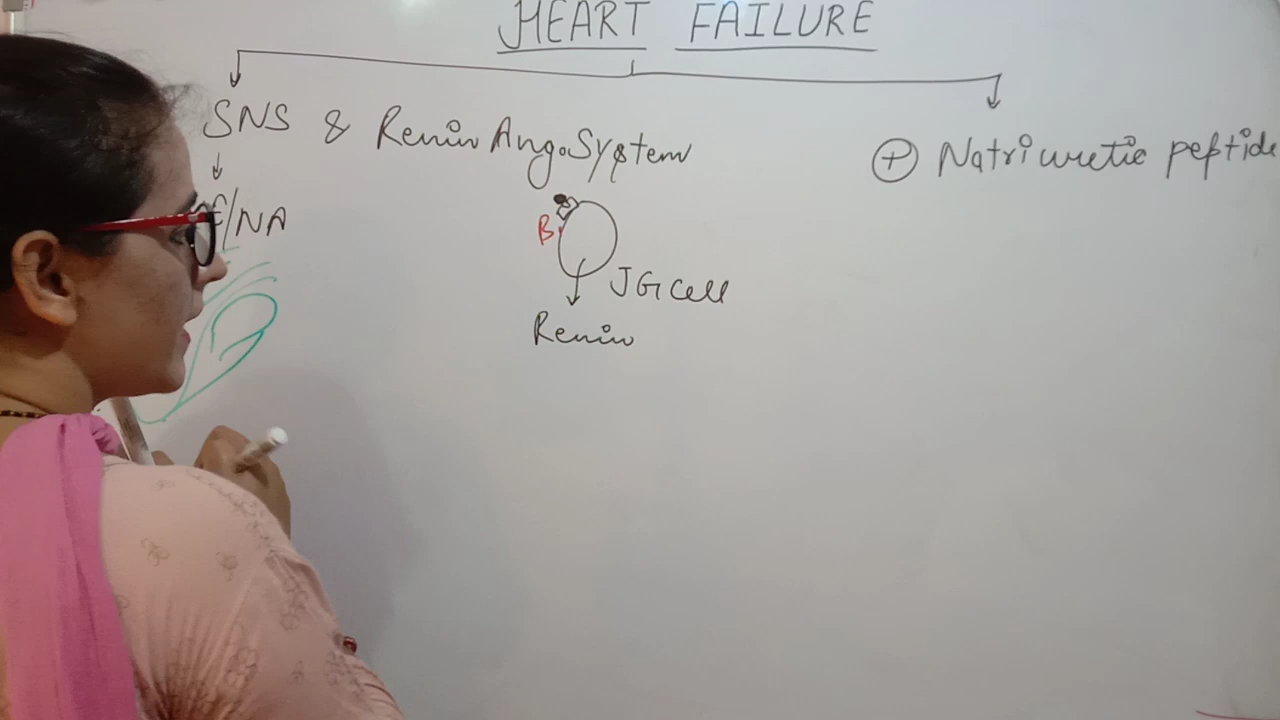 HEART FAILURE
SNS & Renin Ang. System
⊕ Natriuretic peptide
/NA
B
JG Cell
Renin